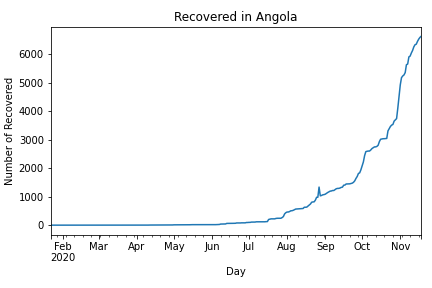 Recovered in Angola
Number of Recovered
6000
5000
4000
3000
2000
1000
0
Feb Mar Apr May Jun Jul Aug Sep Oct Nov
2020
Day